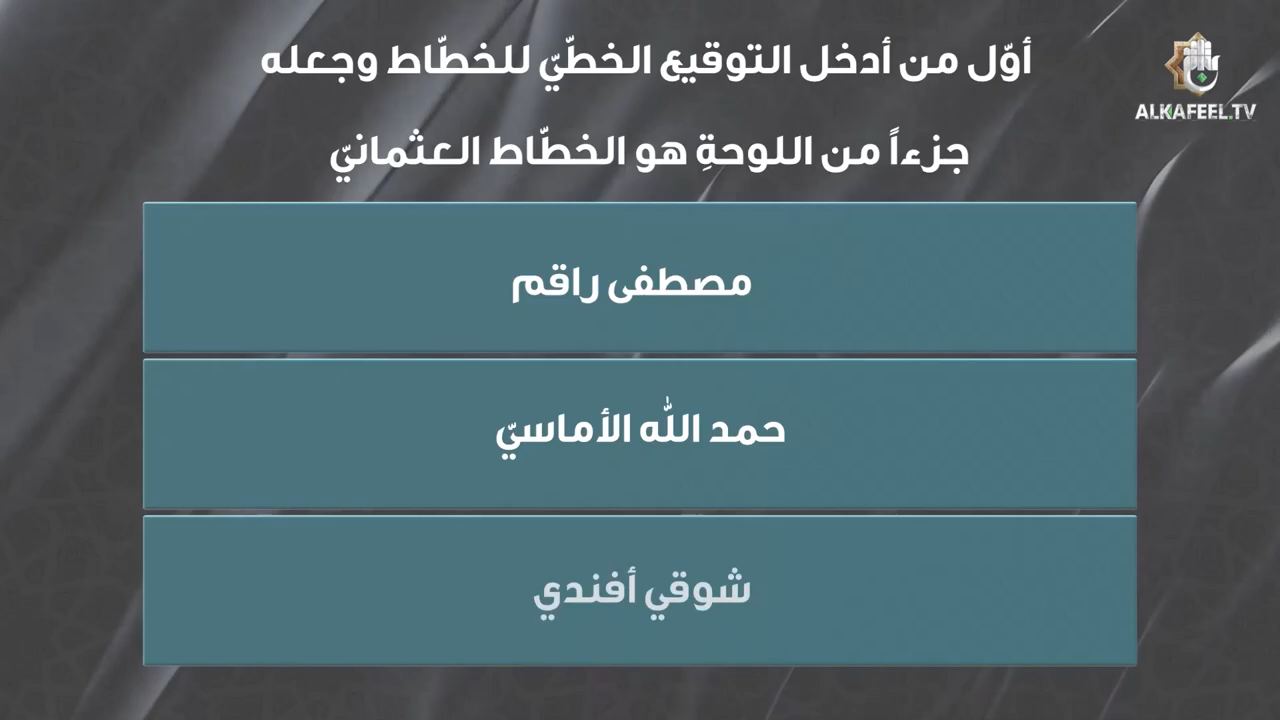 أوّل من أدخل التوقيع الخطّيّ للخطّاط وجعله
جزءاً من اللوحةِ هو الخطّاط العثمانيّ
مصطفى راقم
حمد الله الأماسيّ
شوقي أفندي
ALKAFEEL.TV